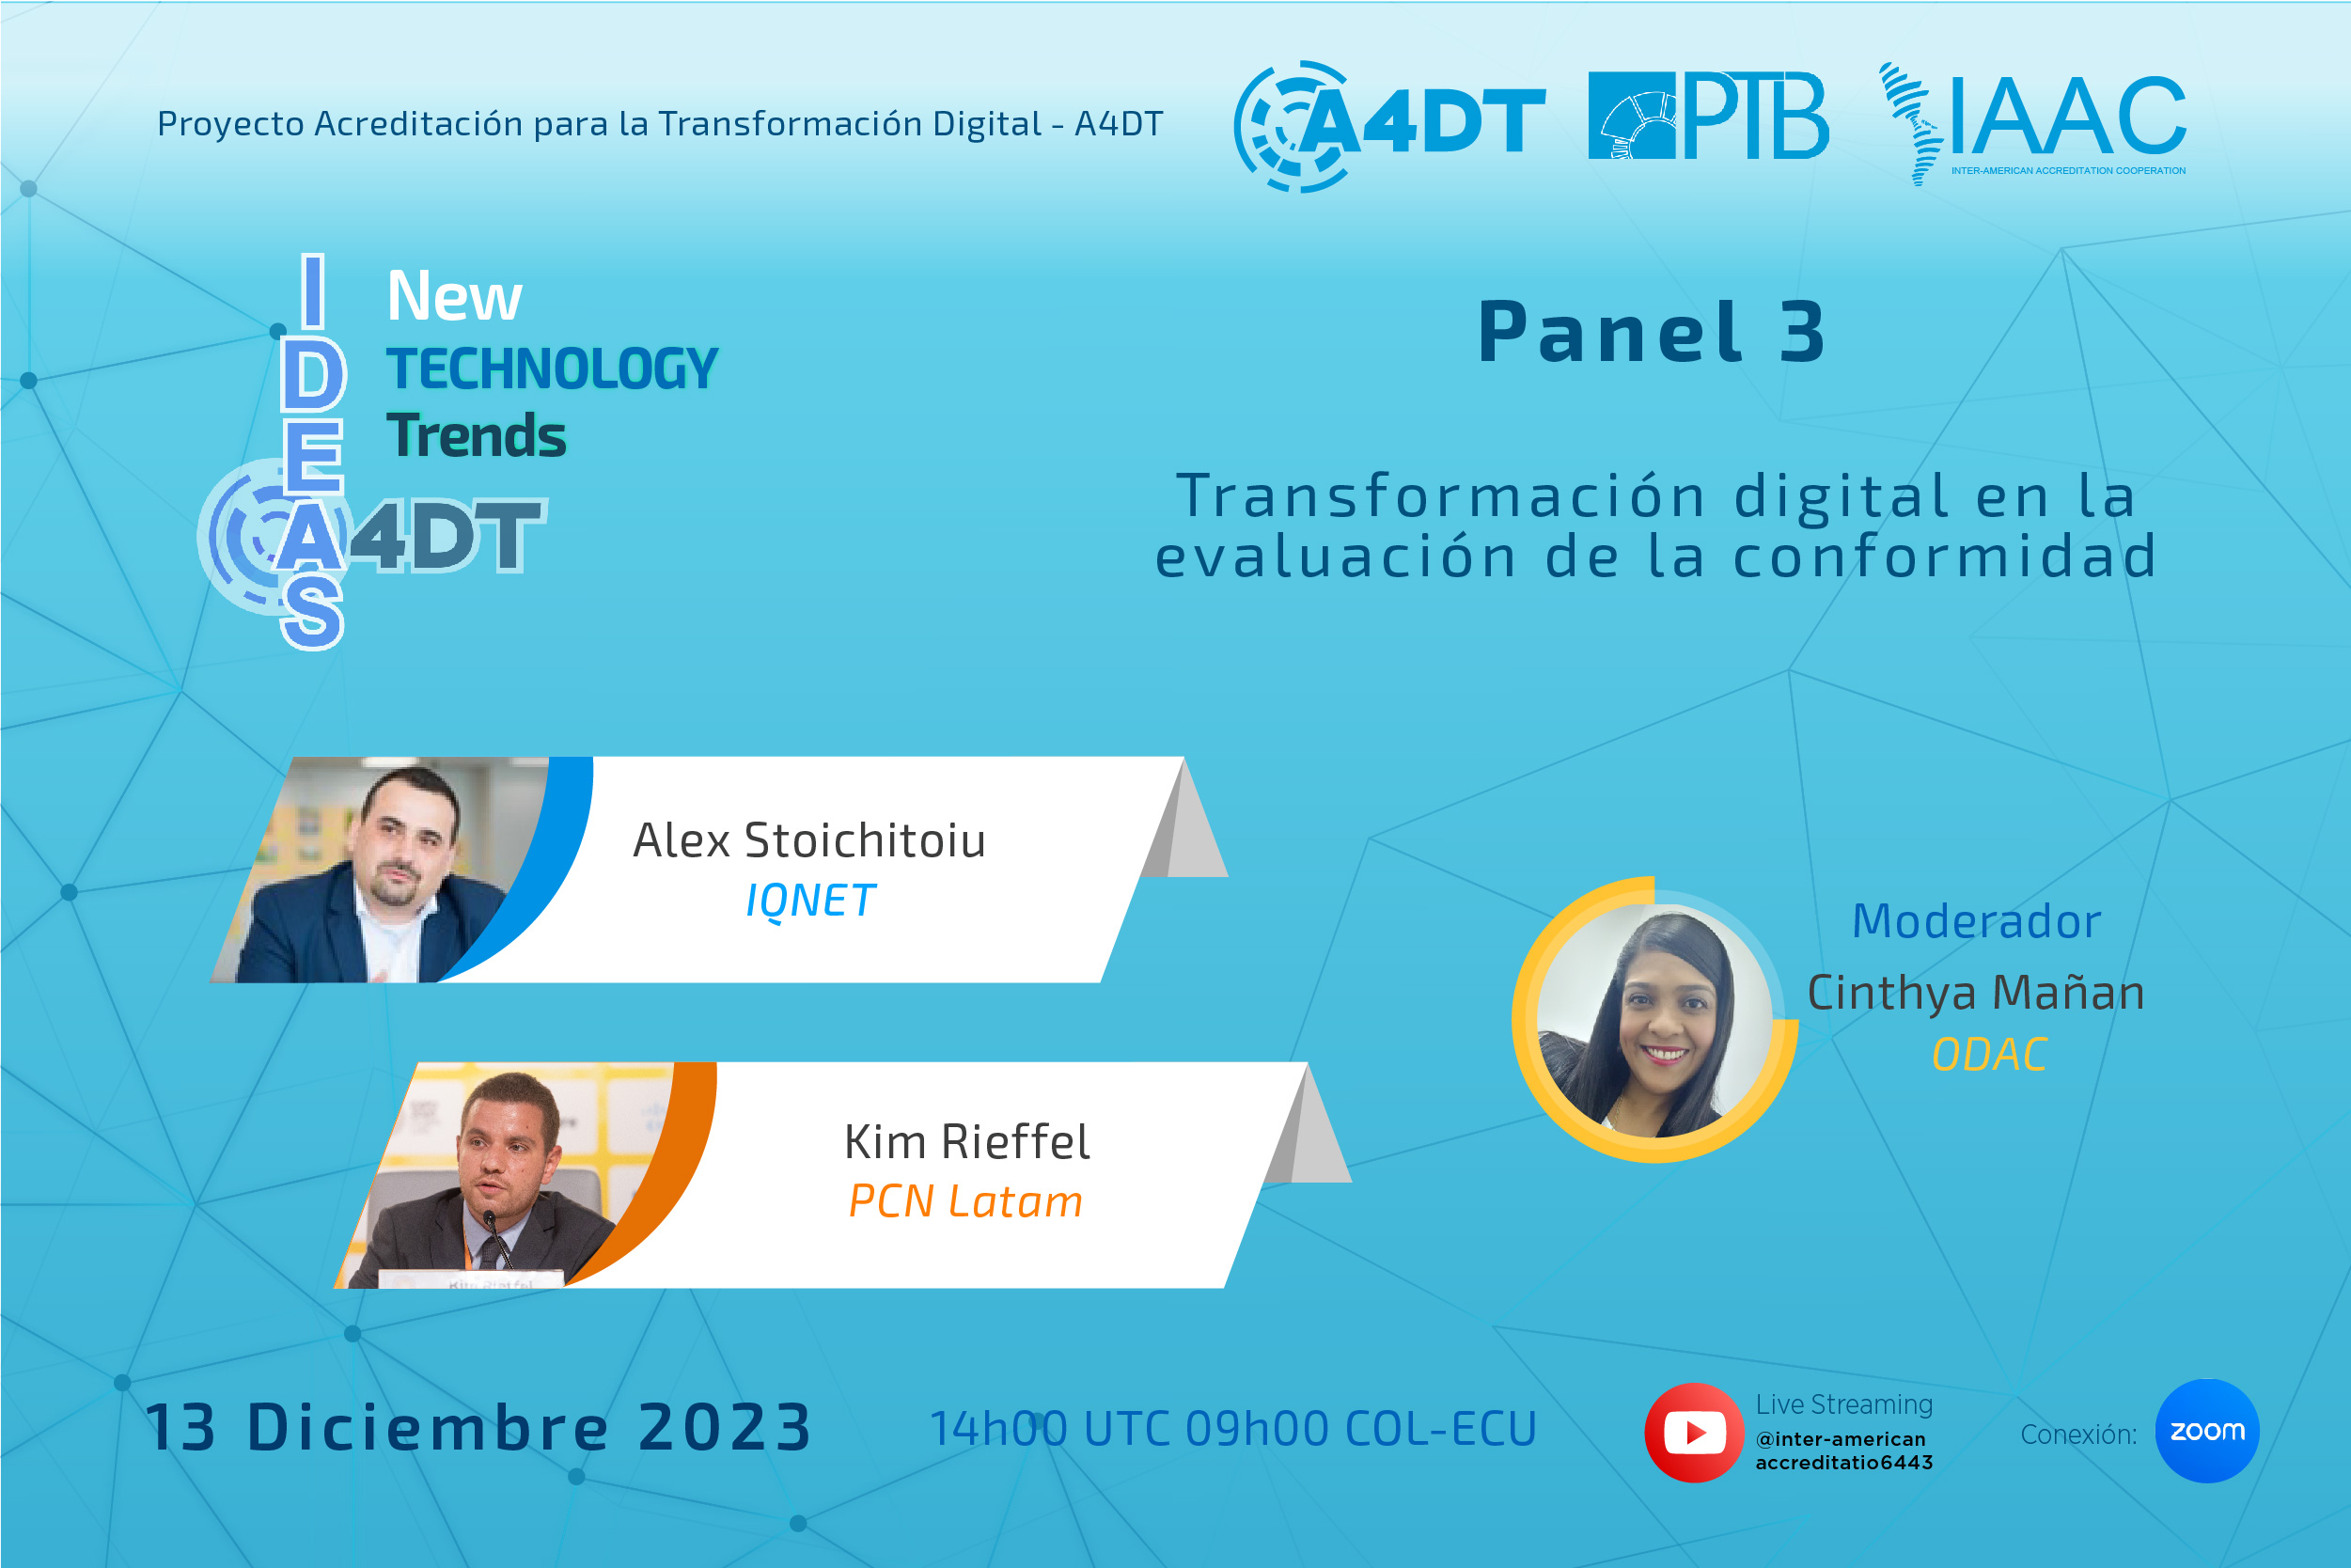 Proyecto Acreditación para la Transformación Digital - A4DT
A4DT
PTB
IAAC
INTER-AMERICAN ACCREDITATION COOPERATION
IDEAS
New
TECHNOLOGY
Trends
A4DT
Panel 3
Transformación digital en la
evaluación de la conformidad
Alex Stoichitoiu
IQNET
Moderador
Cinthya Mañan
ODAC
Kim Rieffel
PCN Latam
Kim Rieffel
13 Diciembre 2023
14h00 UTC 09h00 COL-ECU
Live Streaming
@inter-american
accreditatio6443
Conexión:
zoom